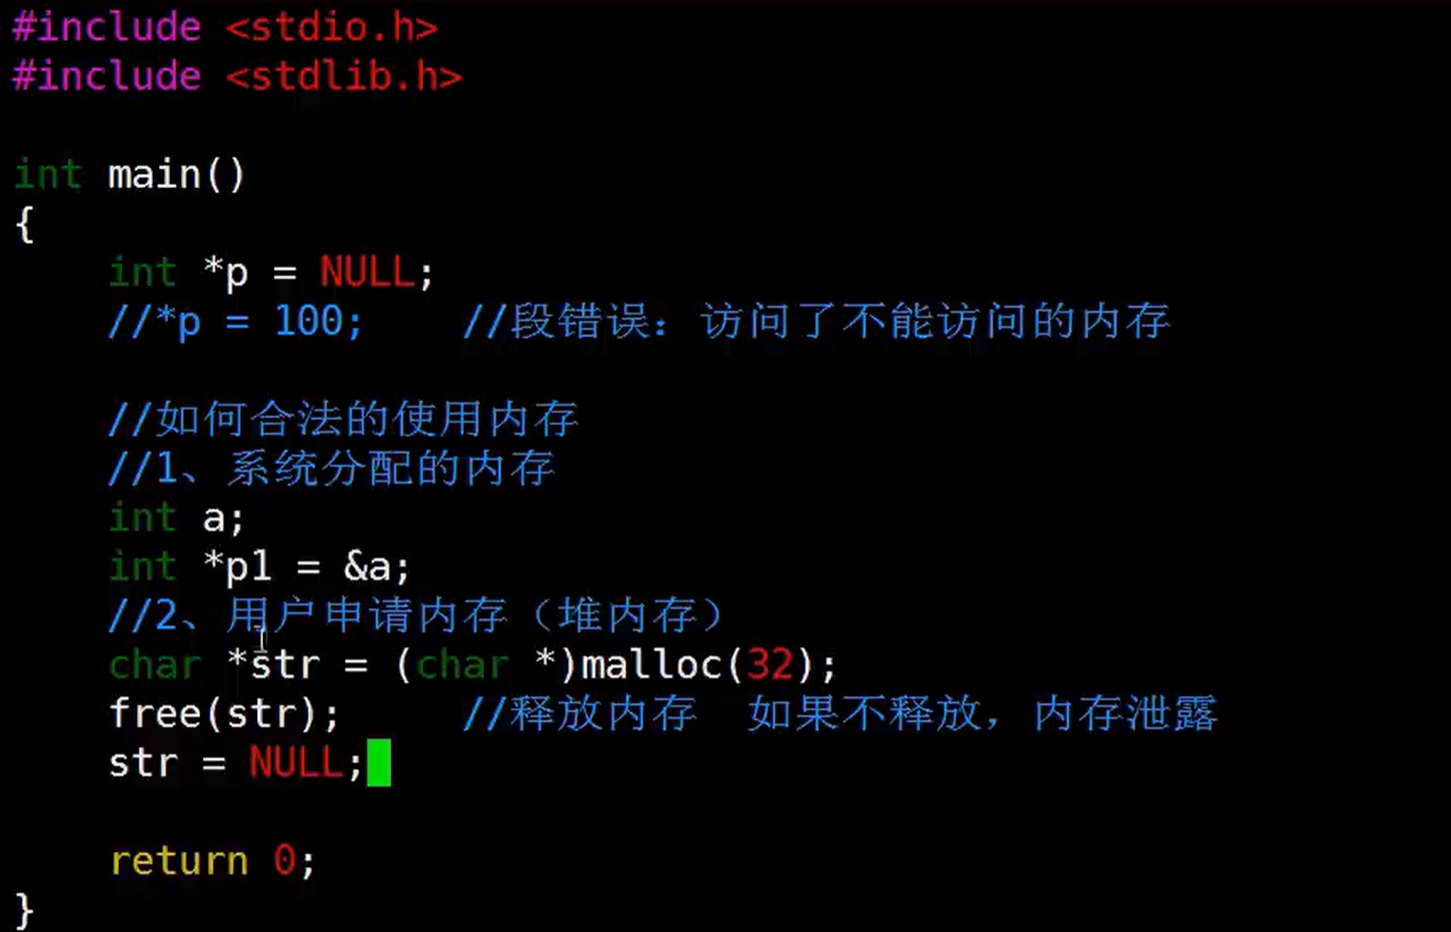 #include <stdio.h>
#include <stdlib.h>
int main()
{
    int *p = NULL;
    //*p = 100;    //段错误：访问了不能访问的内存
    //如何合法的使用内存
    //1、系统分配的内存
    int a;
    int *p1 = &a;
    //2、用户申请内存（堆内存）
    char *str = (char *)malloc(32);
    free(str);     //释放内存  如果不释放，内存泄露
    str = NULL;
    return 0;
}